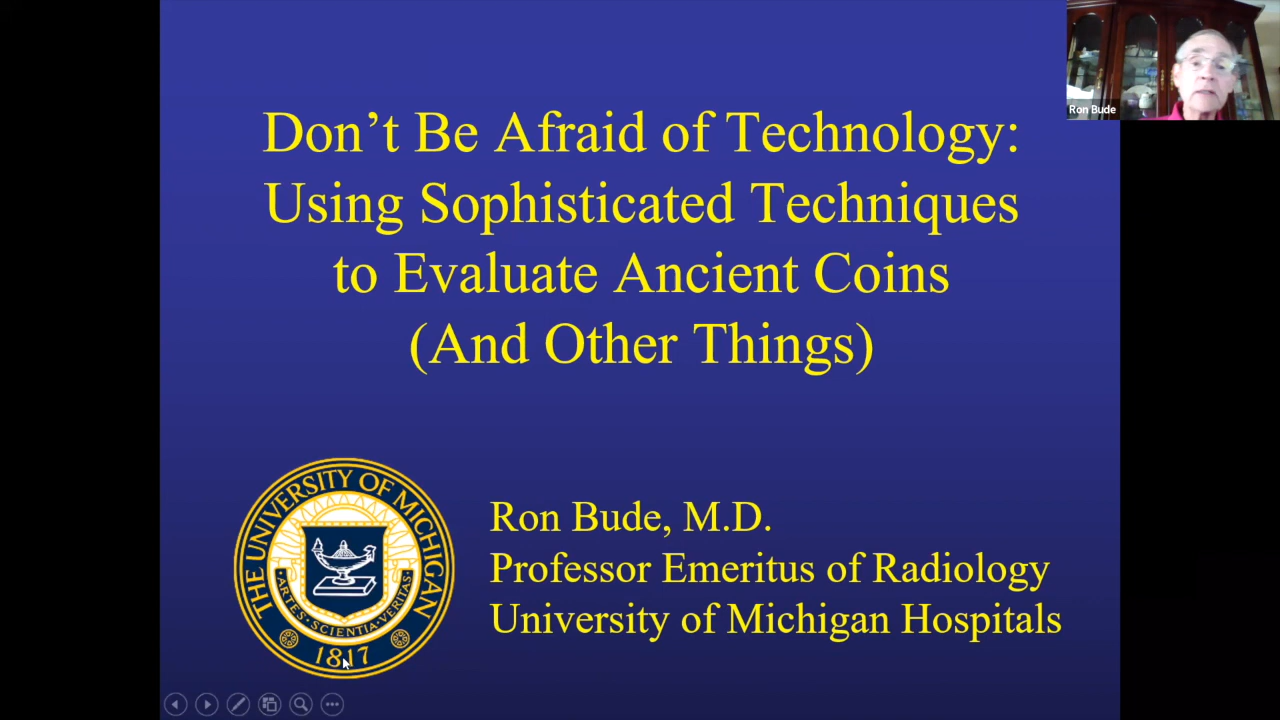 Don't Be Afraid of Technology:
Using Sophisticated Techniques
to Evaluate Ancient Coins
(And Other Things)
Ron Bude, M.D.
Professor Emeritus of Radiology
University of Michigan Hospitals
THE UNIVERSITY OF MICHIGAN
ARTES · SCIENTIA · VERITAS
1817
Ron Bude